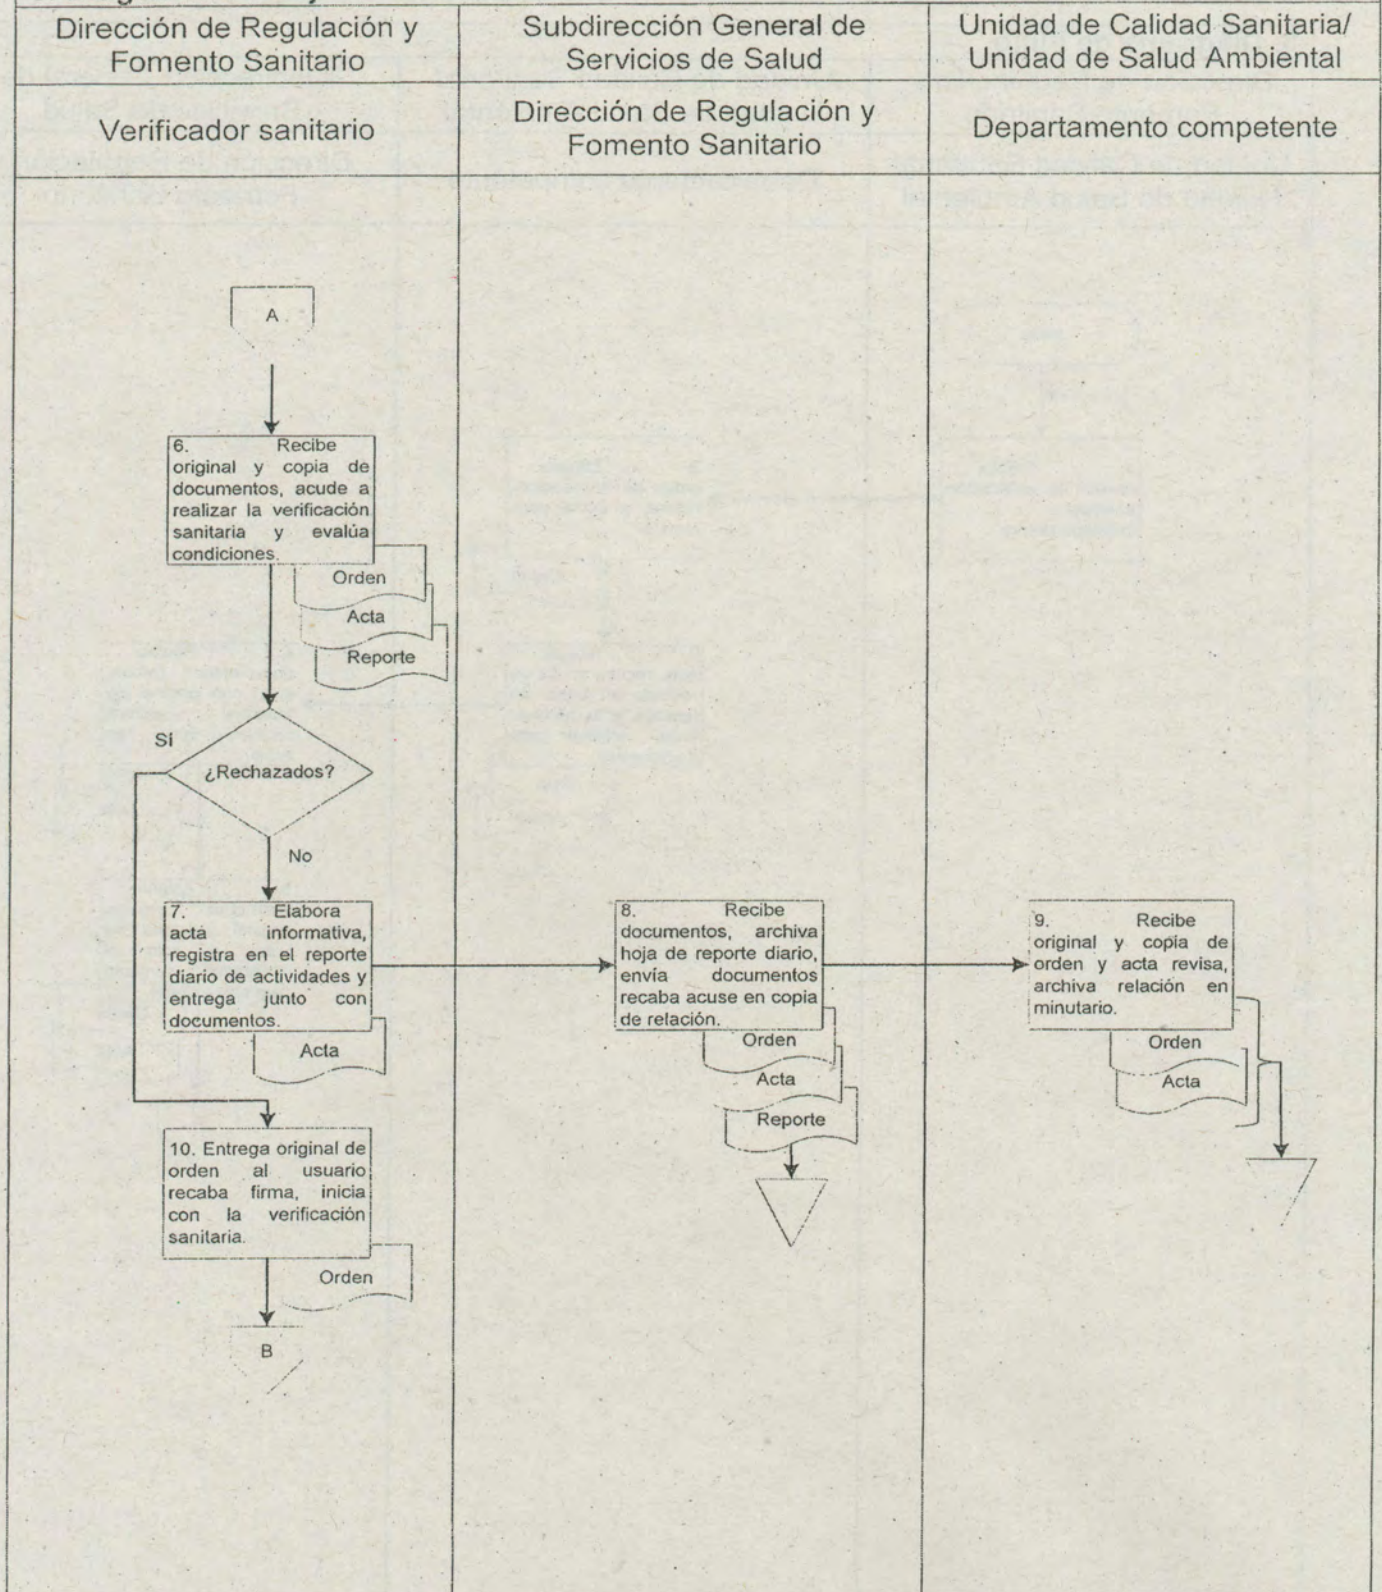 Dirección de Regulación y
Fomento Sanitario
Subdirección General de
Servicios de Salud
Unidad de Calidad Sanitaria/
Unidad de Salud Ambiental
Verificador sanitario
Dirección de Regulación y
Fomento Sanitario
Departamento competente
A
6. Recibe
original y copia de
documentos, acude a
realizar la verificación
sanitaria y evalúa
condiciones.
Orden
Acta
Reporte
Sí
¿Rechazados?
No
7. Elabora
acta informativa,
registra en el reporte
diario de actividades y
entrega junto con
documentos.
Acta
8. Recibe
documentos, archiva
hoja de reporte diario,
envía documentos
recaba acuse en copia
de relación.
Orden
Acta
Reporte
9. Recibe
original y copia de
orden y acta revisa,
archiva relación en
minutario.
Orden
Acta
10. Entrega original de
orden al usuario
recaba firma, inicia
con la verificación
sanitaria.
Orden
B